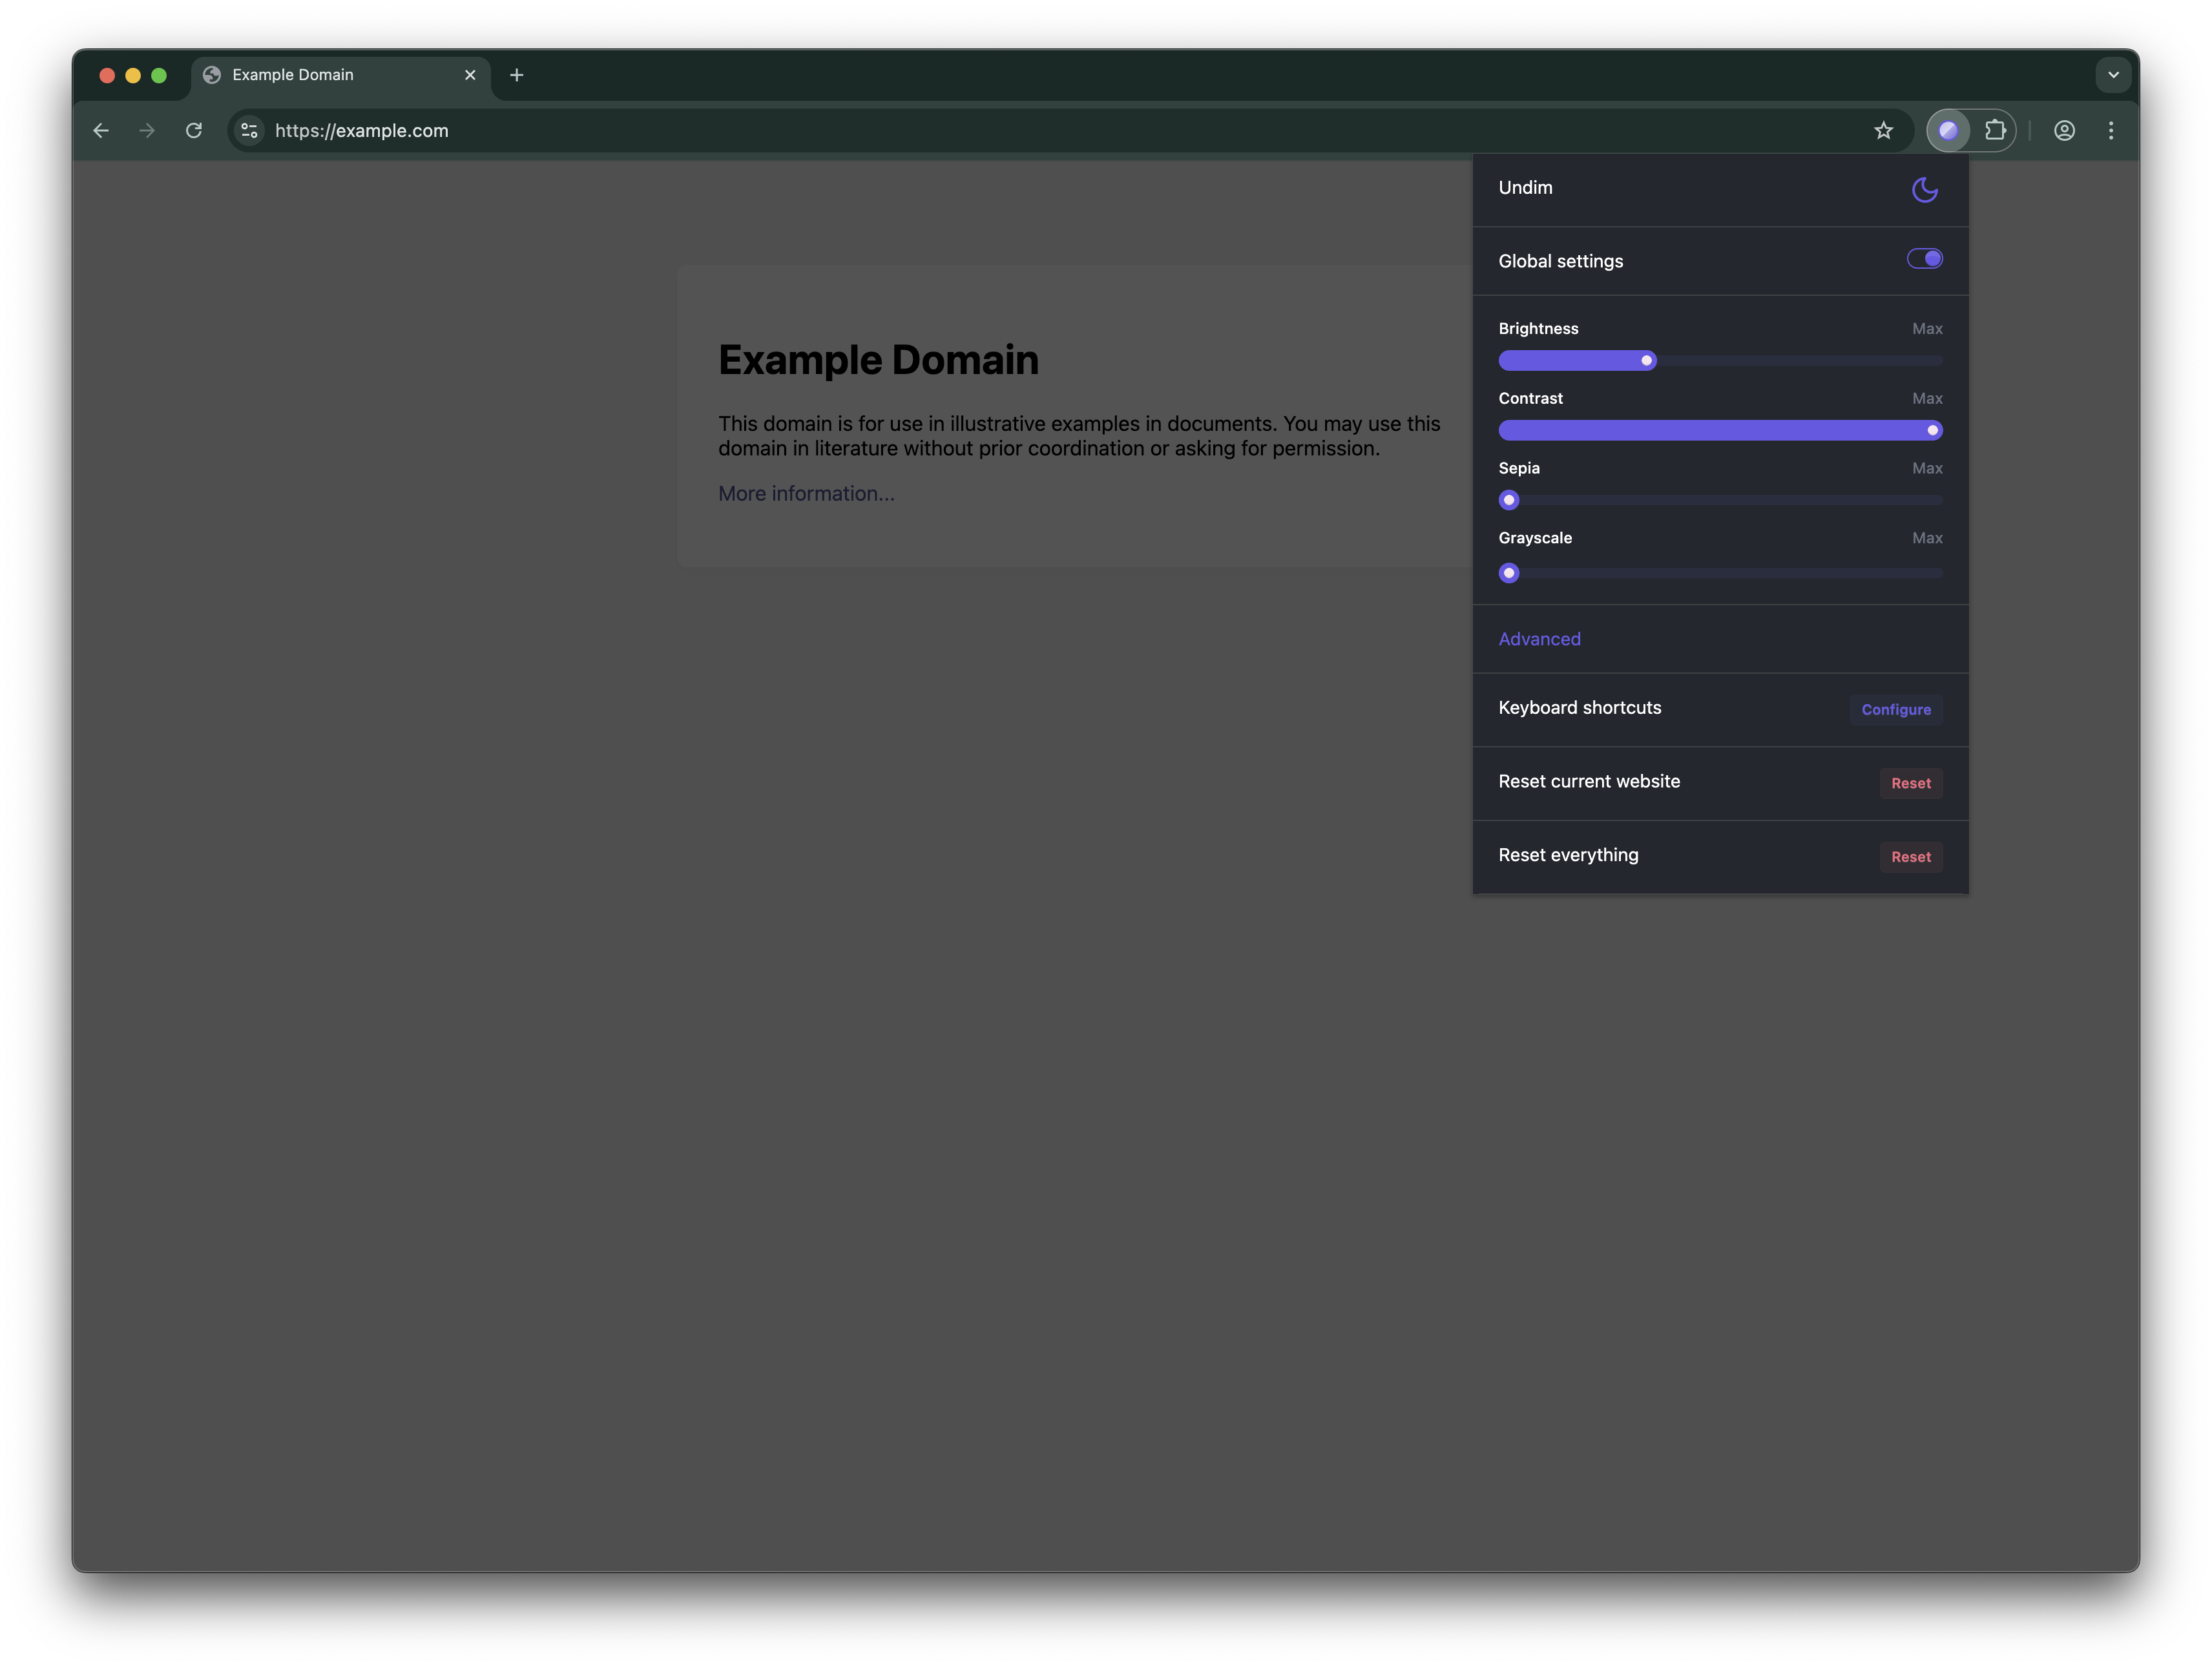 Example Domain
https://example.com
Undim
Global settings
Brightness Max
Contrast Max
Sepia Max
Grayscale Max
Advanced
Keyboard shortcuts Configure
Reset current website Reset
Reset everything Reset
Example Domain
This domain is for use in illustrative examples in documents. You may use this
domain in literature without prior coordination or asking for permission.
More information...